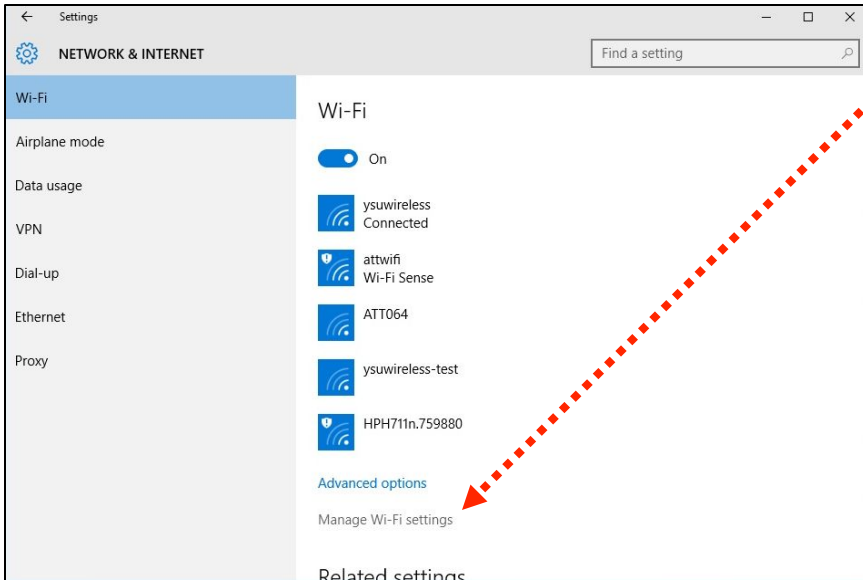 Settings
NETWORK & INTERNET
Find a setting
Wi-Fi
Airplane mode
Data usage
VPN
Dial-up
Ethernet
Proxy
Wi-Fi
On
ysuwireless
Connected
attwifi
Wi-Fi Sense
ATT064
ysuwireless-test
HPH711n.759880
Advanced options
Manage Wi-Fi settings
Related settings